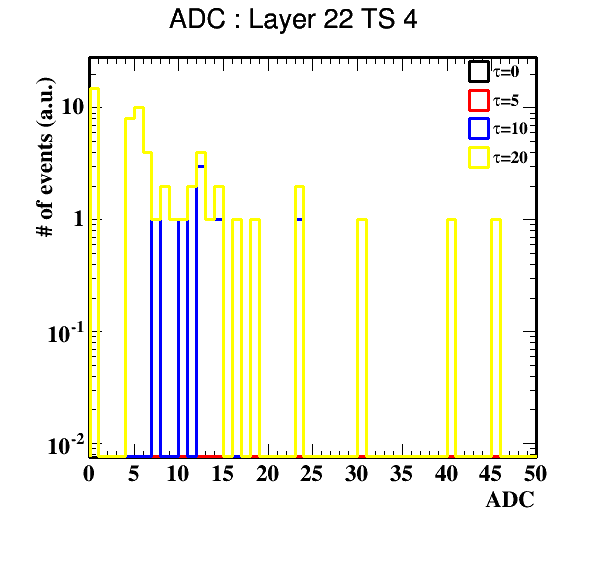 ADC : Layer 22 TS 4
# of events (a.u.)
τ=0
τ=5
τ=10
τ=20
10
1
10-1
10-2
0 5 10 15 20 25 30 35 40 45 50
ADC